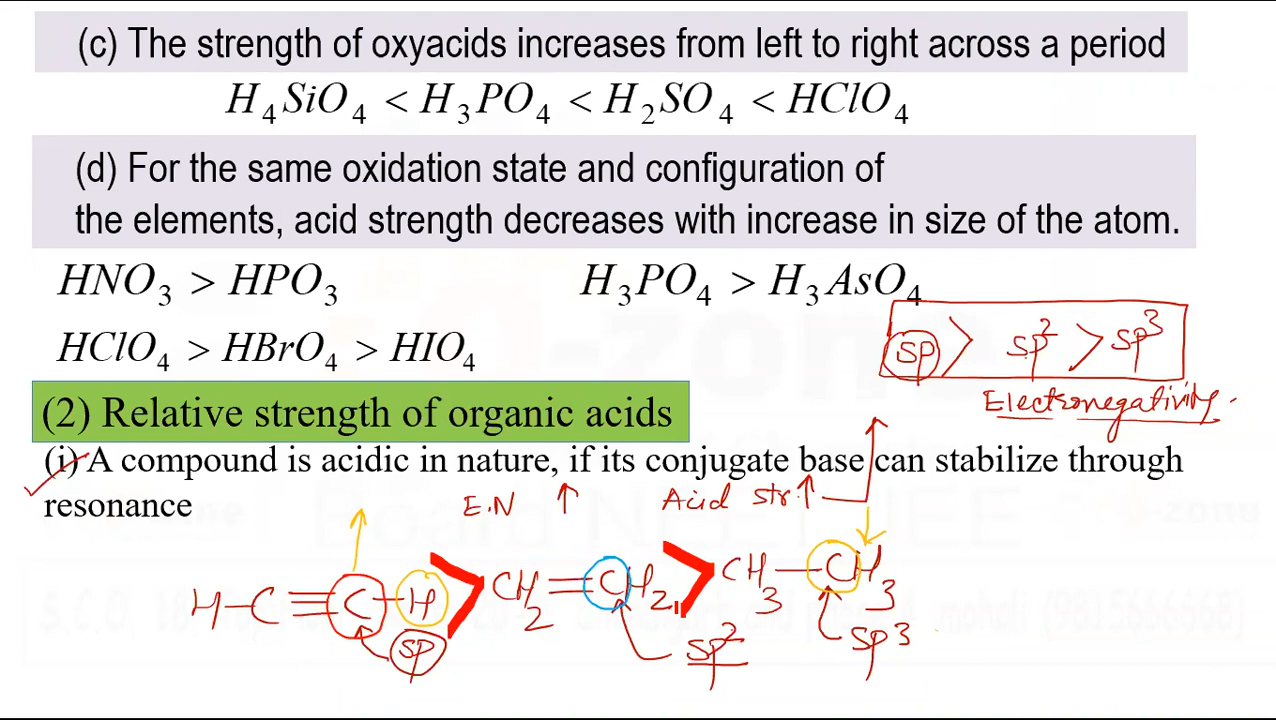 (c) The strength of oxyacids increases from left to right across a period
H₄SiO₄ < H₃PO₄ < H₂SO₄ < HClO₄
(d) For the same oxidation state and configuration of
the elements, acid strength decreases with increase in size of the atom.
HNO₃ > HPO₃ H₃PO₄ > H₃AsO₄
HClO₄ > HBrO₄ > HIO₄
sp > sp² > sp³
Electronegativity.
(2) Relative strength of organic acids
(i) A compound is acidic in nature, if its conjugate base can stabilize through
resonance
E.N ↑ Acid str. ↑
H–C≡C–H > CH₂=CH₂ > CH₃–CH₃
sp sp² sp³